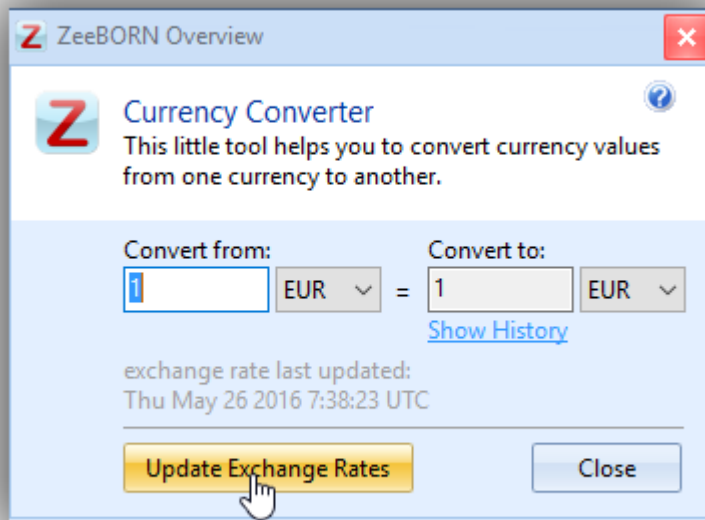 Z ZeeBORN Overview
Z
Currency Converter
This little tool helps you to convert currency values
from one currency to another.
Convert from: Convert to:
1 EUR = 1 EUR
Show History
exchange rate last updated:
Thu May 26 2016 7:38:23 UTC
Update Exchange Rates Close